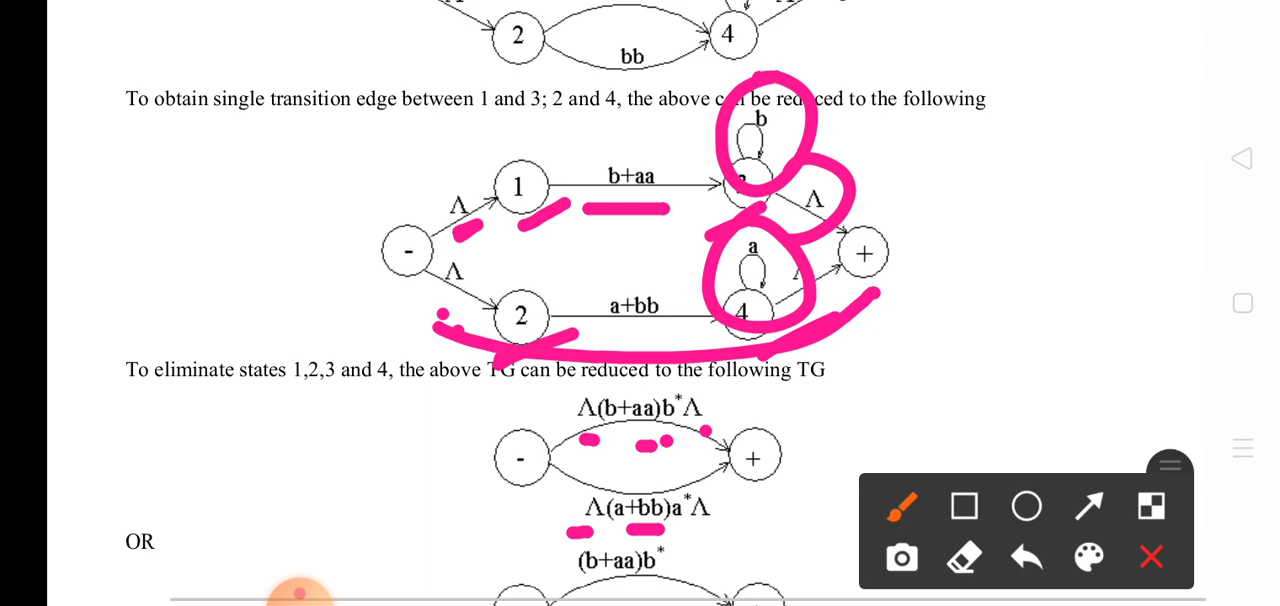 2
4
bb
To obtain single transition edge between 1 and 3; 2 and 4, the above can be reduced to the following
b
1
b+aa
Λ
Λ
-
+
Λ
a
2
a+bb
4
To eliminate states 1,2,3 and 4, the above TG can be reduced to the following TG
Λ(b+aa)b*Λ
-
+
Λ(a+bb)a*Λ
OR
(b+aa)b*